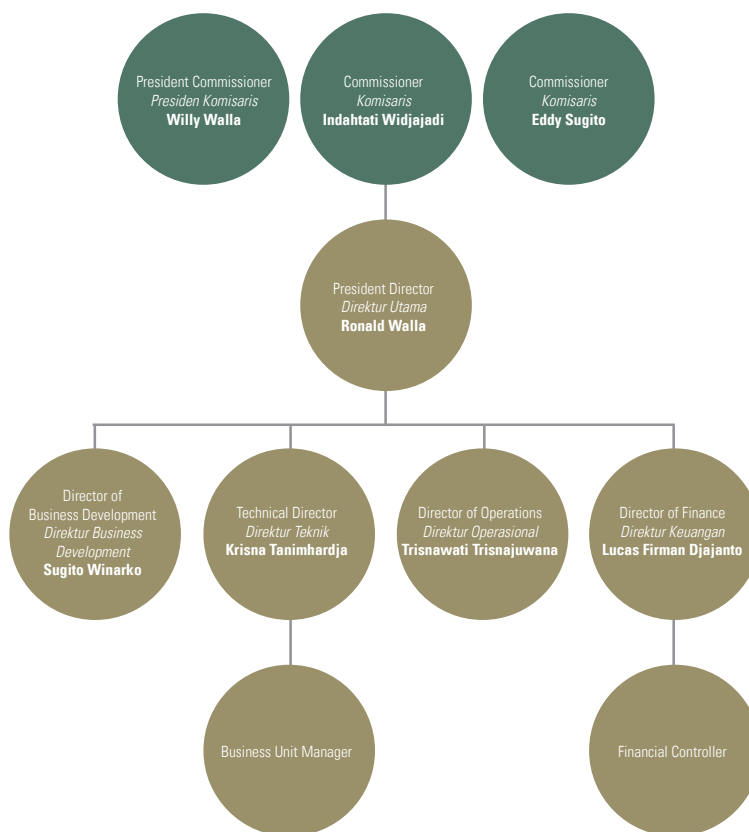 President Commissioner
Presiden Komisaris
Willy Walla
Commissioner
Komisaris
Indahtati Widjajadi
Commissioner
Komisaris
Eddy Sugito
President Director
Direktur Utama
Ronald Walla
Director of
Business Development
Direktur Business
Development
Sugito Winarko
Technical Director
Direktur Teknik
Krisna Tanimhardja
Director of Operations
Direktur Operasional
Trisnawati Trisnajuwana
Director of Finance
Direktur Keuangan
Lucas Firman Djajanto
Business Unit Manager
Financial Controller